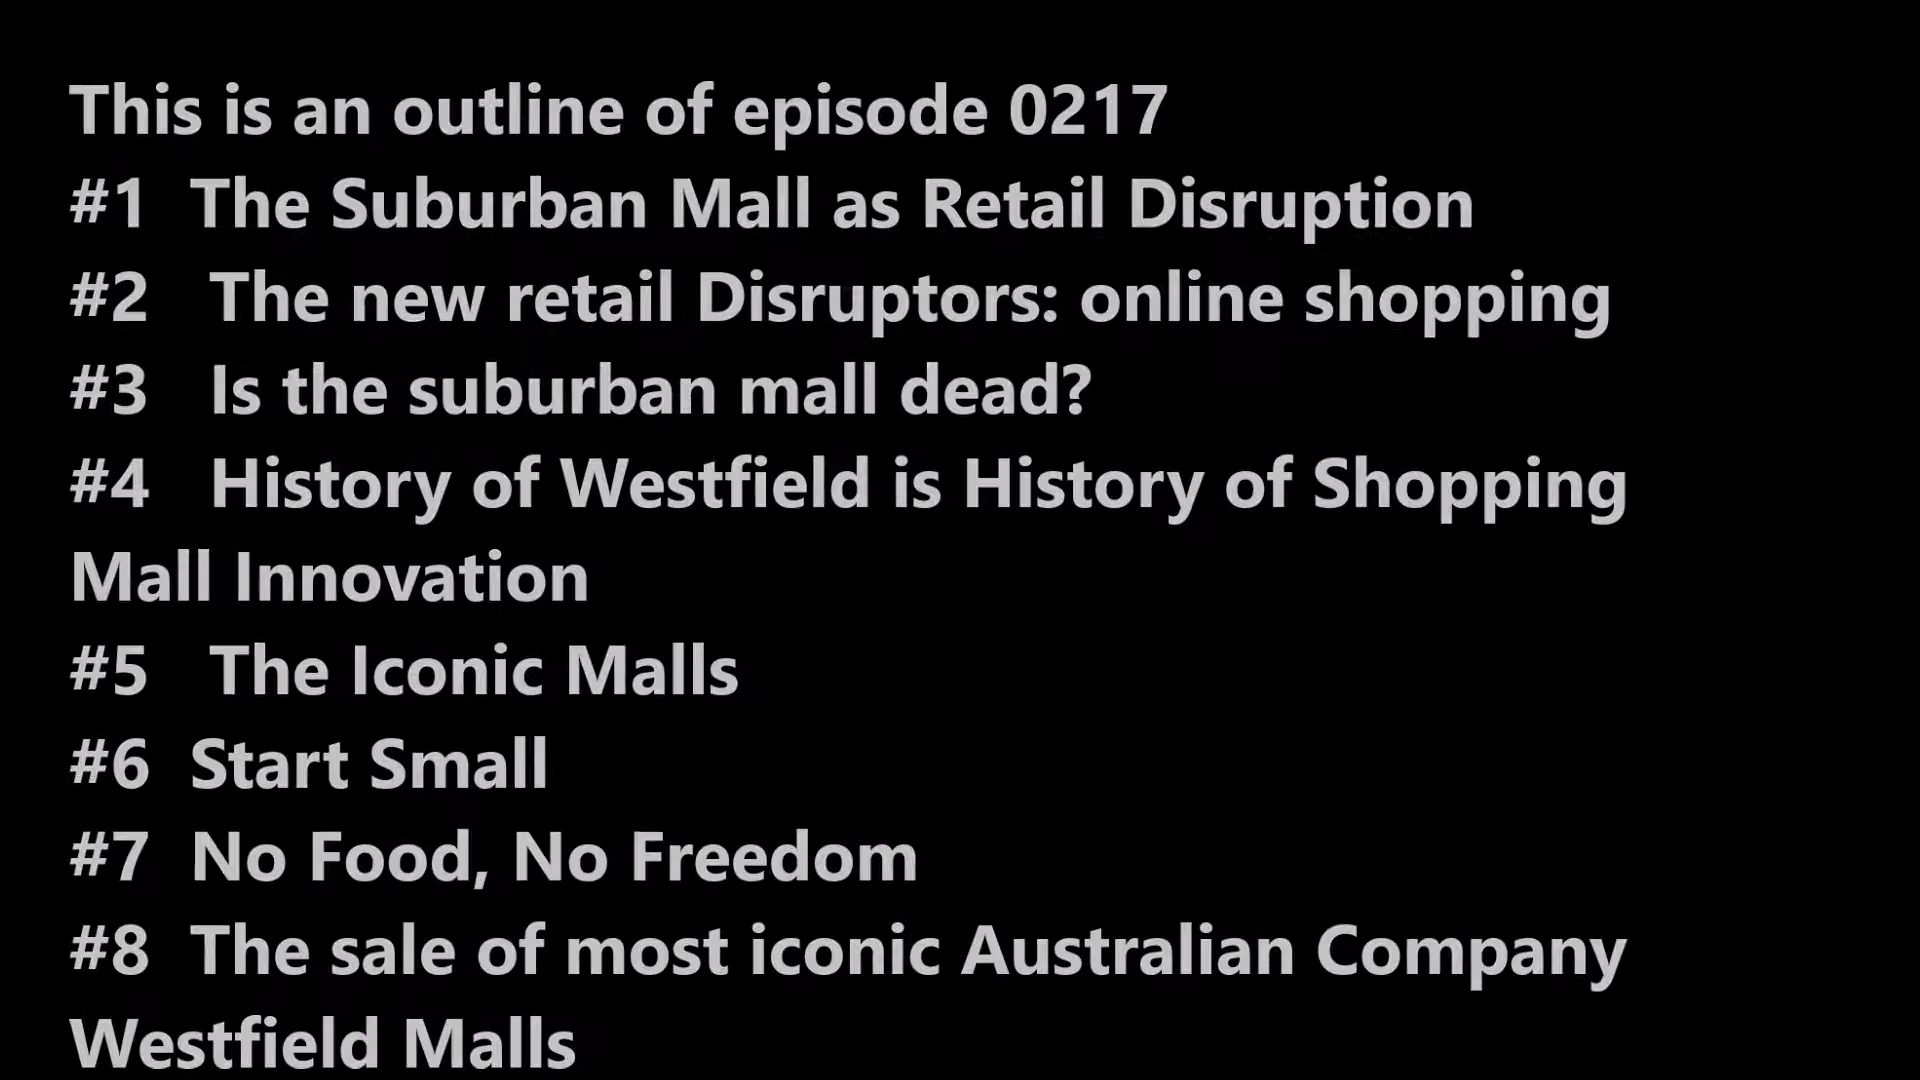 This is an outline of episode 0217
#1 The Suburban Mall as Retail Disruption
#2 The new retail Disruptors: online shopping
#3 Is the suburban mall dead?
#4 History of Westfield is History of Shopping
Mall Innovation
#5 The Iconic Malls
#6 Start Small
#7 No Food, No Freedom
#8 The sale of most iconic Australian Company
Westfield Malls